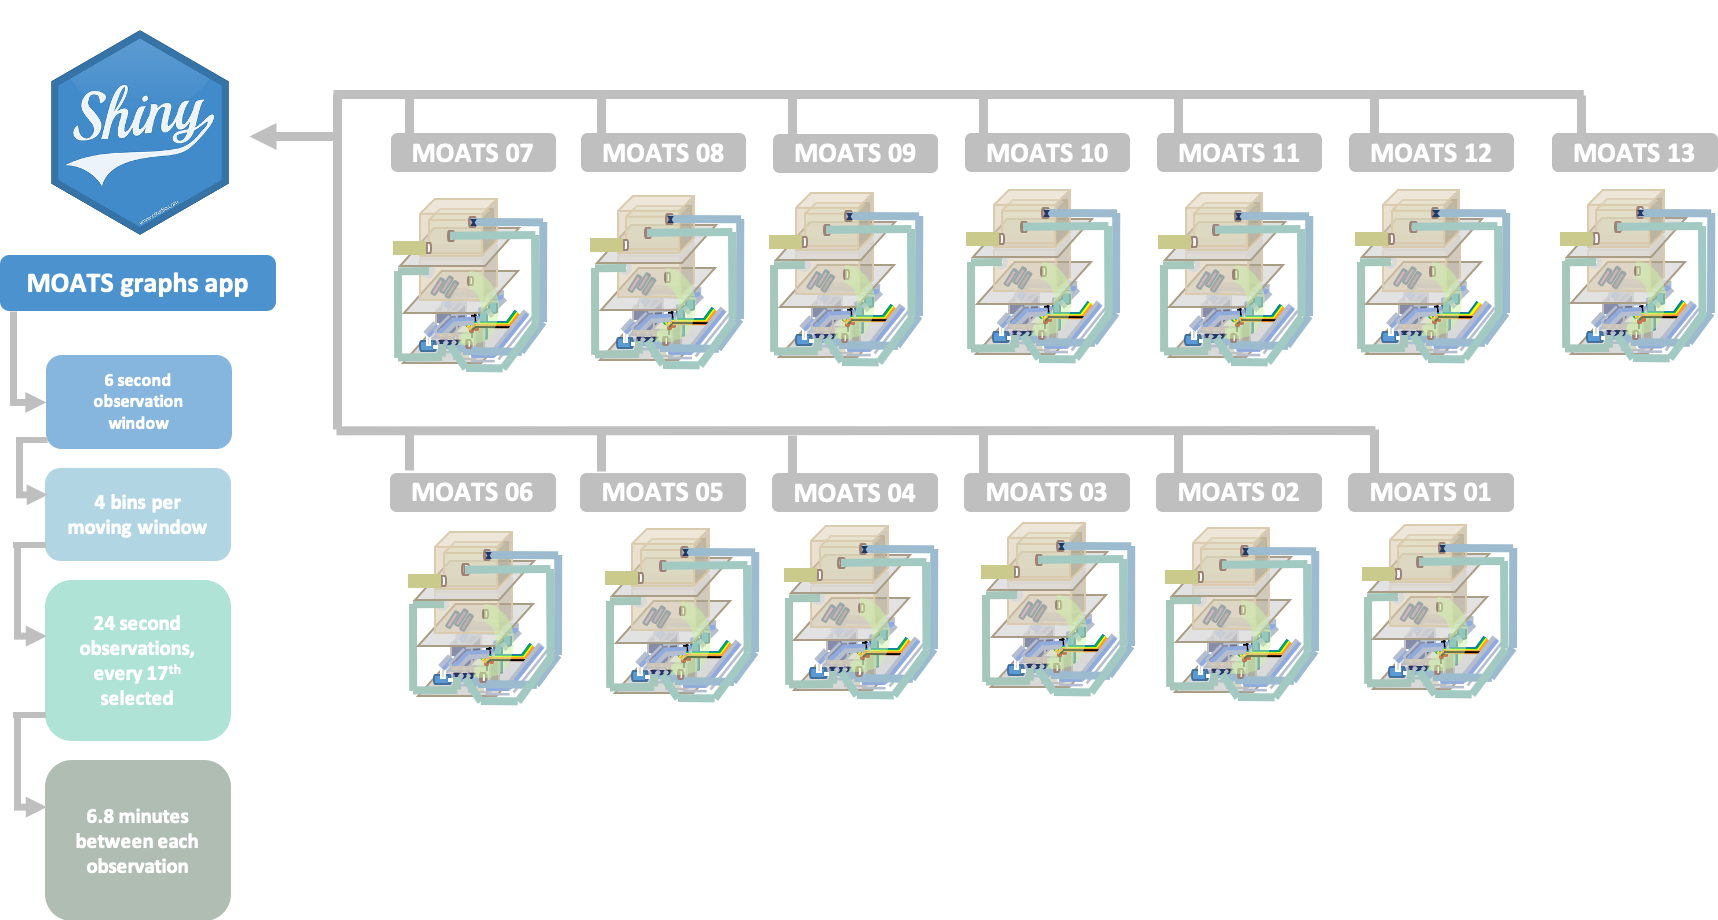 Shiny
MOATS graphs app
6 second
observation
window
4 bins per
moving window
24 second
observations,
every 17th
selected
6.8 minutes
between each
observation
MOATS 07
MOATS 08
MOATS 09
MOATS 10
MOATS 11
MOATS 12
MOATS 13
MOATS 06
MOATS 05
MOATS 04
MOATS 03
MOATS 02
MOATS 01